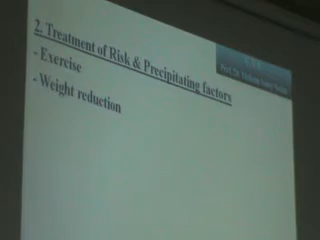 2. Treatment of Risk & Precipitating factors
- Exercise
- Weight reduction